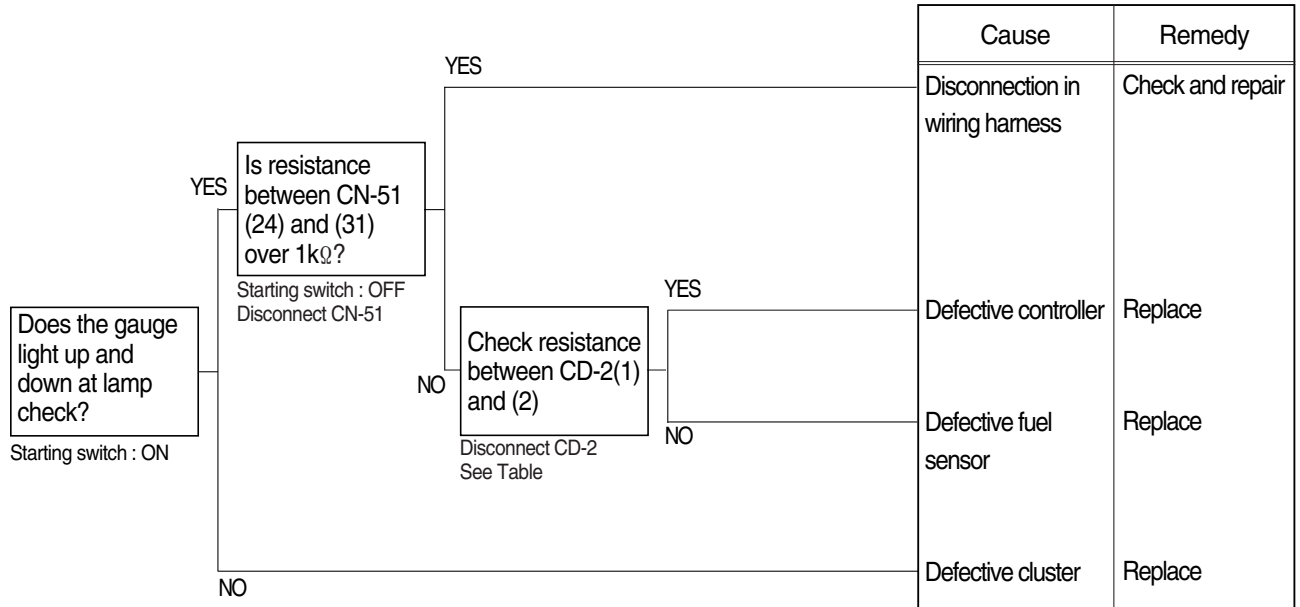 Cause
Remedy
YES
Disconnection in
wiring harness
Check and repair
YES
Is resistance
between CN-51
(24) and (31)
over 1kΩ?
Starting switch : OFF
Disconnect CN-51
YES
Does the gauge
light up and
down at lamp
check?
Starting switch : ON
NO
Check resistance
between CD-2(1)
and (2)
Disconnect CD-2
See Table
Defective controller
Replace
NO
Defective fuel
sensor
Replace
NO
Defective cluster
Replace